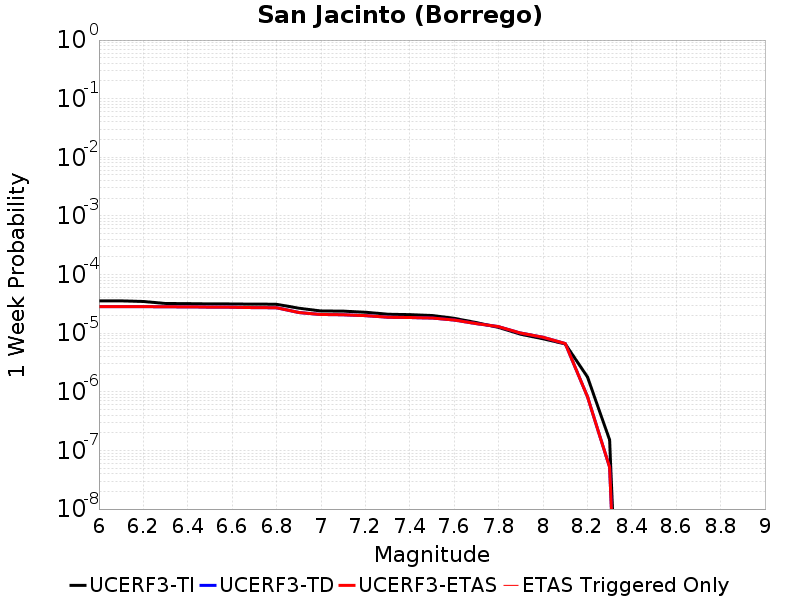 San Jacinto (Borrego)
10^0
10^-1
10^-2
10^-3
10^-4
10^-5
10^-6
10^-7
10^-8
1 Week Probability
6 6.2 6.4 6.6 6.8 7 7.2 7.4 7.6 7.8 8 8.2 8.4 8.6 8.8 9
Magnitude
UCERF3-TI UCERF3-TD UCERF3-ETAS ETAS Triggered Only